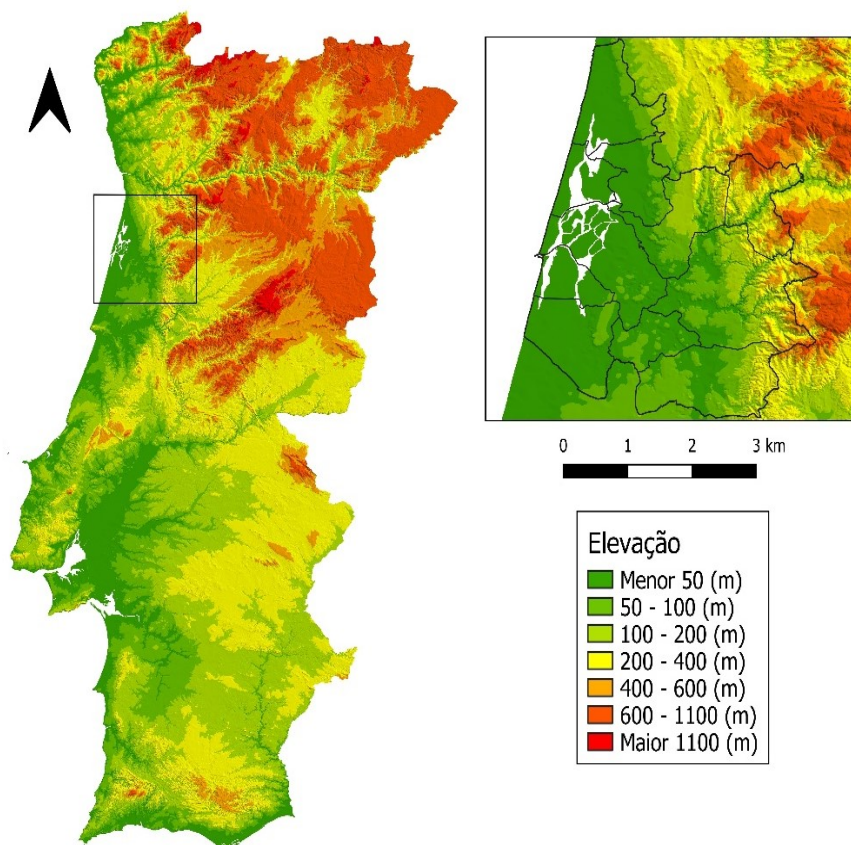 0 1 2 3 km
Elevação
Menor 50 (m)
50 - 100 (m)
100 - 200 (m)
200 - 400 (m)
400 - 600 (m)
600 - 1100 (m)
Maior 1100 (m)